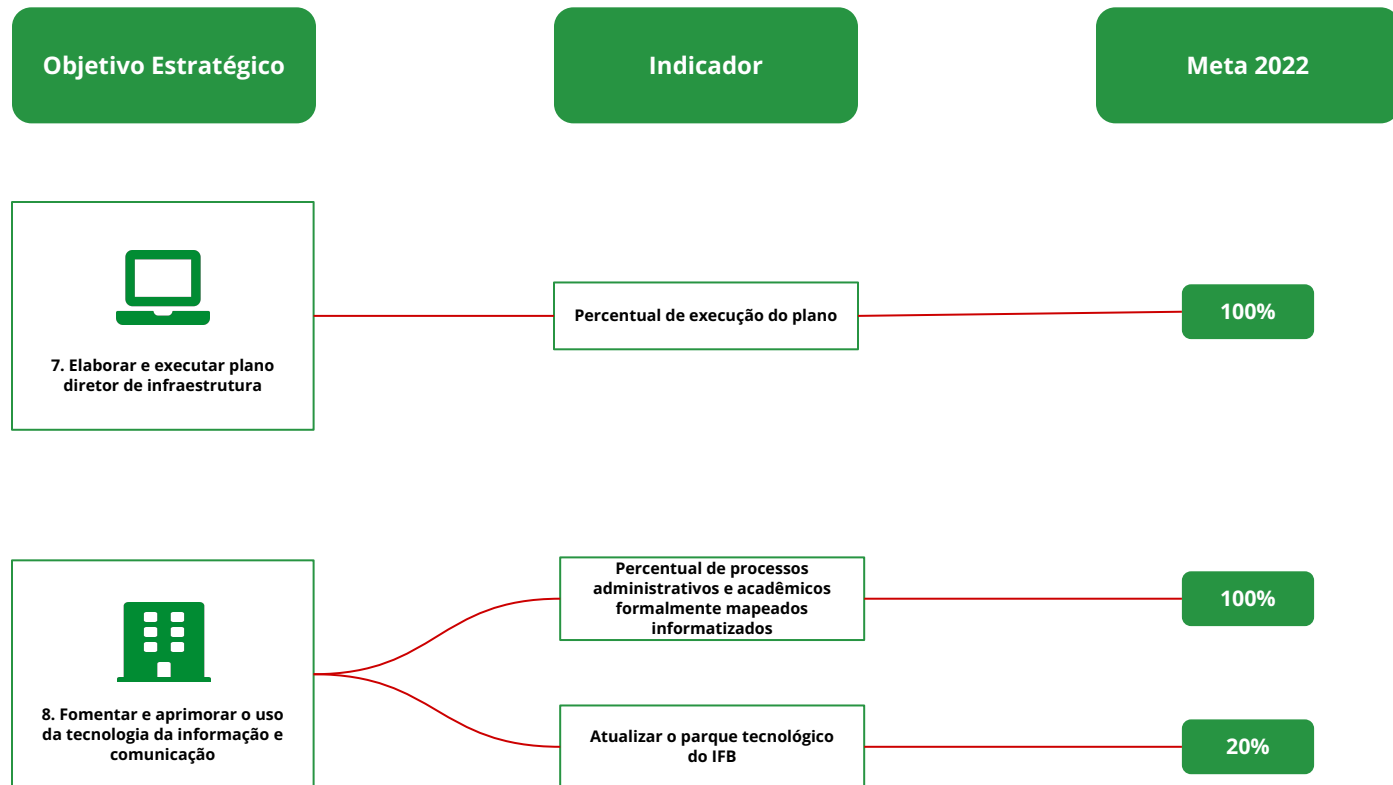 Objetivo Estratégico
Indicador
Meta 2022
7. Elaborar e executar plano
diretor de infraestrutura
Percentual de execução do plano
100%
8. Fomentar e aprimorar o uso
da tecnologia da informação e
comunicação
Percentual de processos
administrativos e acadêmicos
formalmente mapeados
informatizados
100%
Atualizar o parque tecnológico
do IFB
20%